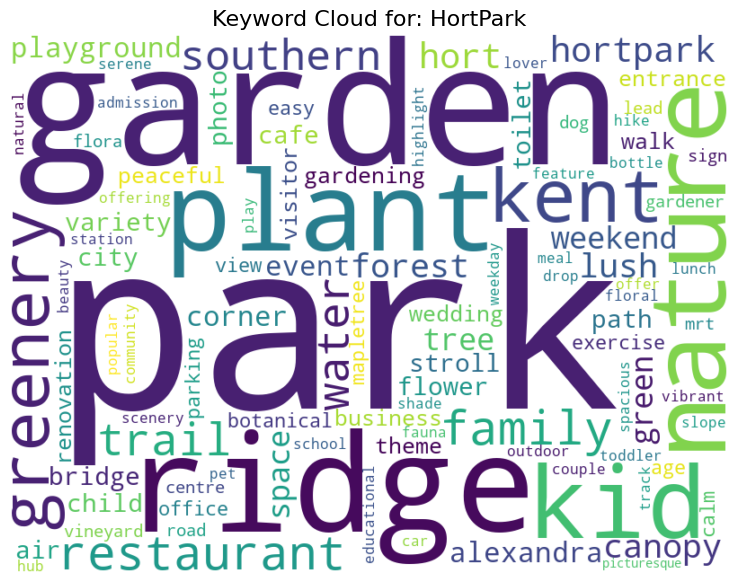 Keyword Cloud for: HortPark
playground
serene
southern
hort
lover
hortpark
natural
admission
garden
photo
easy
cafe
highlight
toilet
dog
entrance
lead
hike
flora
walk
sign
bottle
nature
peaceful
offering
variety
station
city
plant
play
visitor
gardening
feature
kent
gardener
weekend
greenery
beauty
view
event
forest
weekday
meal
drop
lush
lunch
offer
floral
mrt
park
corner
water
mapletree
wedding
tree
path
exercise
popular
community
renovation
parking
stroll
flower
shade
spacious
green
vibrant
scenery
botanical
business
fauna
family
slope
trail
school
theme
outdoor
toddler
bridge
pet
centre
space
ridge
couple
kid
track
age
child
office
educational
calm
vineyard
road
car
air
hub
restaurant
alexandra
canopy
picturesque